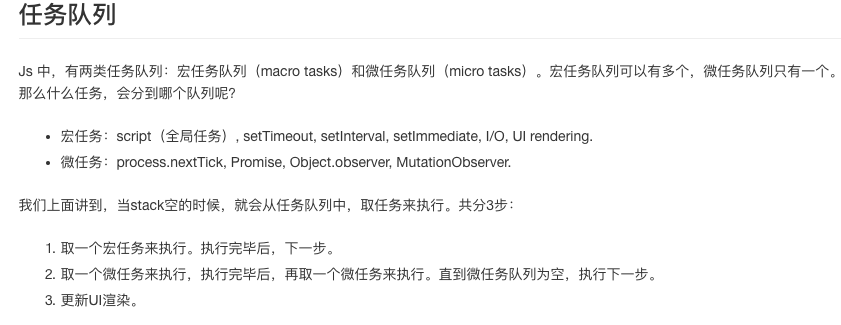 任务队列
Js 中，有两类任务队列：宏任务队列（macro tasks）和微任务队列（micro tasks）。宏任务队列可以有多个，微任务队列只有一个。
那么什么任务，会分到哪个队列呢？
• 宏任务：script（全局任务）, setTimeout, setInterval, setImmediate, I/O, UI rendering.
• 微任务：process.nextTick, Promise, Object.observer, MutationObserver.
我们上面讲到，当stack空的时候，就会从任务队列中，取任务来执行。共分3步：
1. 取一个宏任务来执行。执行完毕后，下一步。
2. 取一个微任务来执行，执行完毕后，再取一个微任务来执行。直到微任务队列为空，执行下一步。
3. 更新UI渲染。